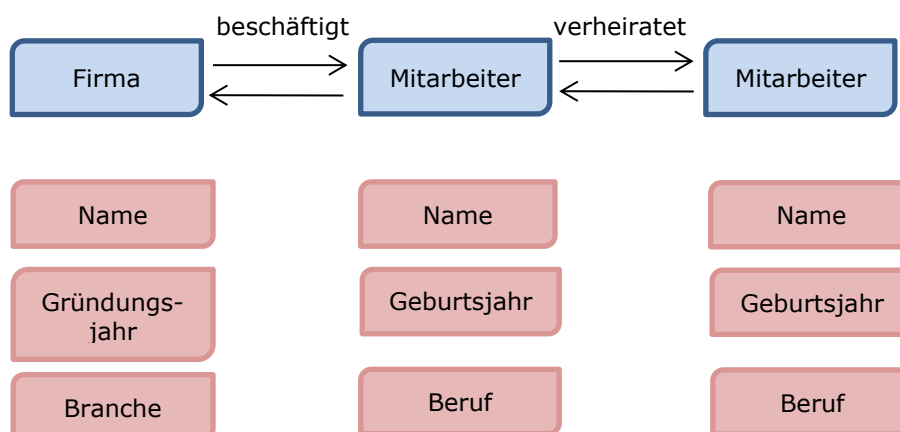 beschäftigt
verheiratet
Firma
Mitarbeiter
Mitarbeiter
Name
Name
Name
Gründungs-
jahr
Geburtsjahr
Geburtsjahr
Branche
Beruf
Beruf